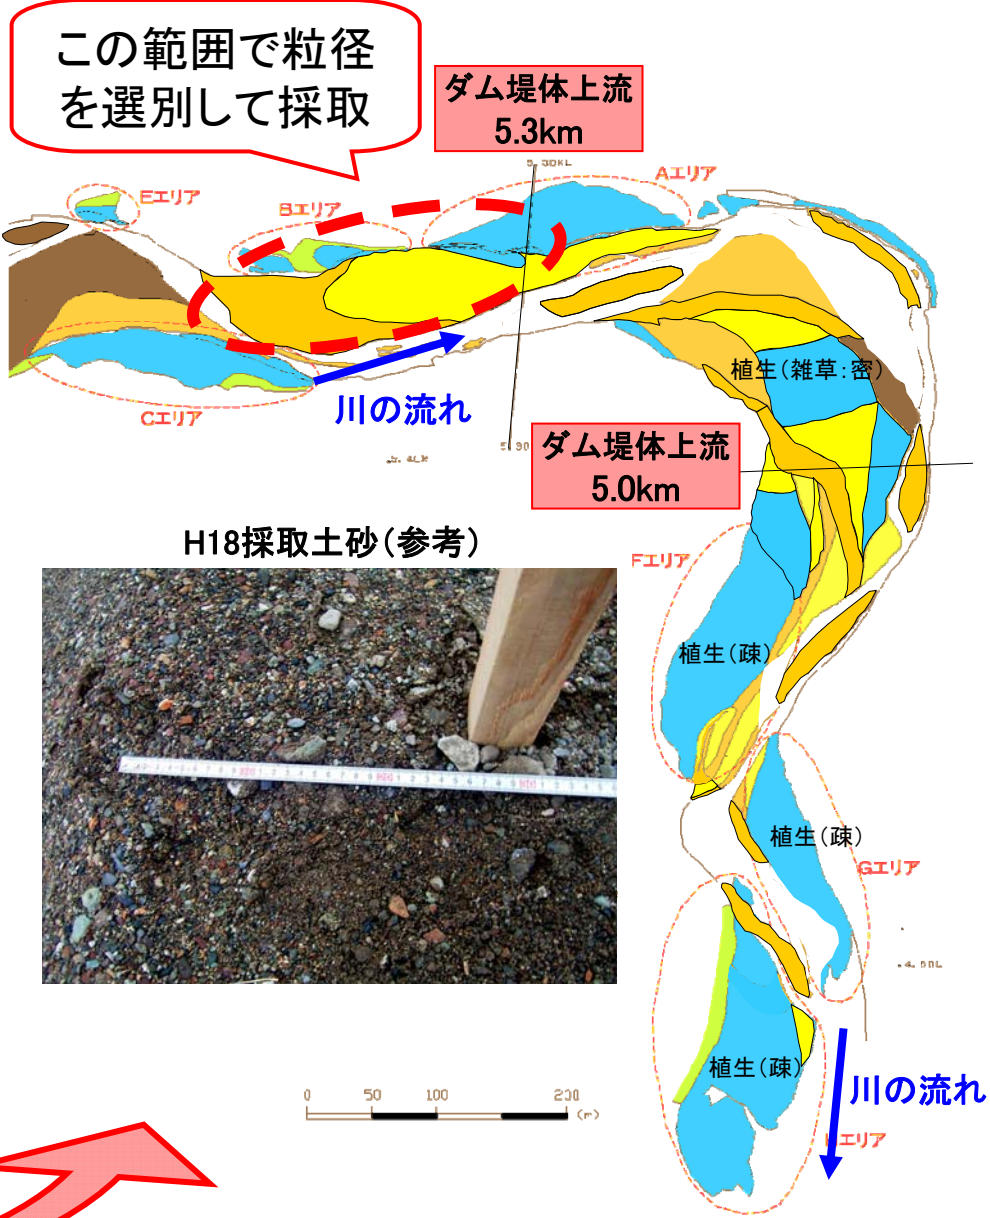 この範囲で粒径
を選別して採取
ダム堤体上流
5.3km
Aエリア
Eエリア
Bエリア
植生(雑草:密)
Cエリア
川の流れ
ダム堤体上流
5.0km
H18採取土砂(参考)
Fエリア
植生(疎)
植生(疎)
Gエリア
植生(疎)
川の流れ
エリア
0 50 100 200
(m)